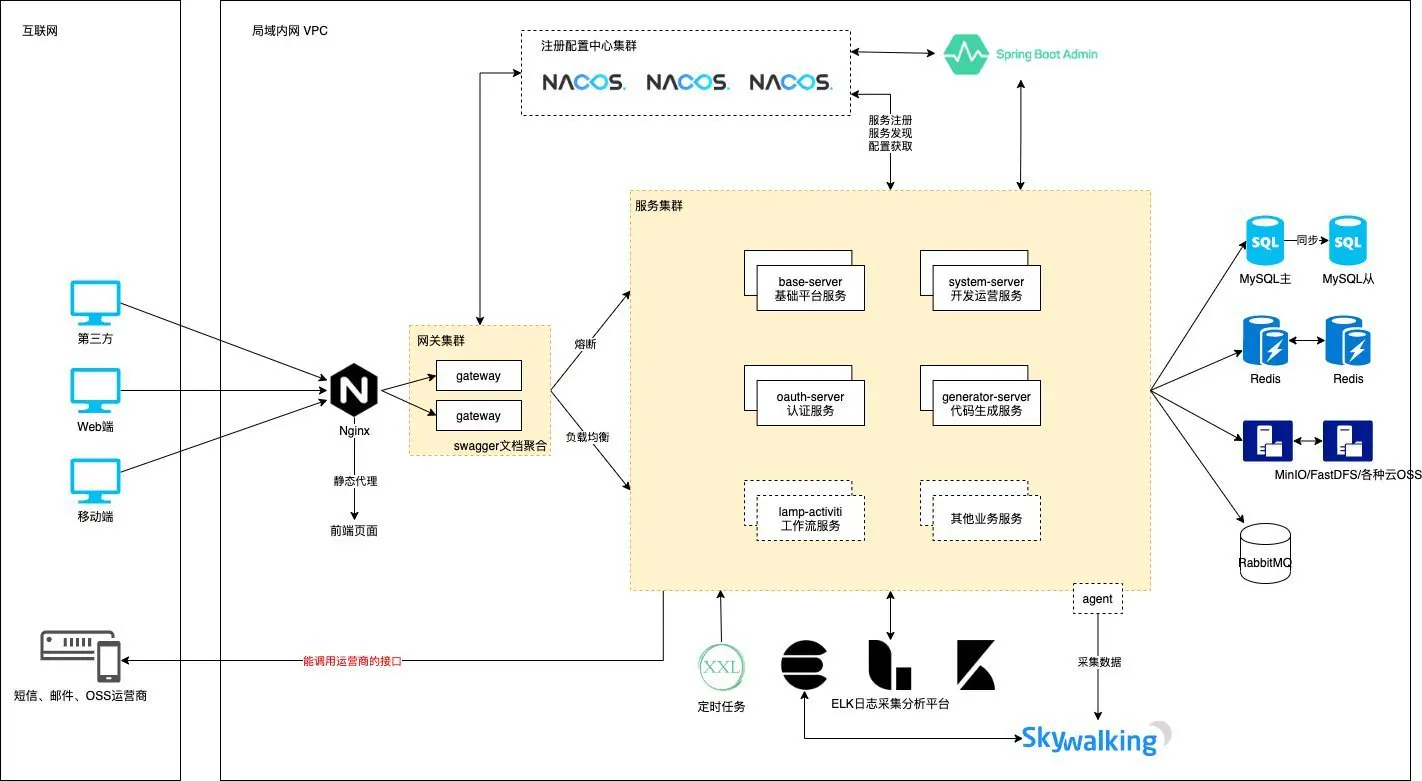 互联网
局域内网 VPC
注册配置中心集群
NACOS.
NACOS.
NACOS.
Spring Boot Admin
服务注册
服务发现
配置获取
服务集群
base-server
基础平台服务
system-server
开发运营服务
oauth-server
认证服务
generator-server
代码生成服务
lamp-activiti
工作流服务
其他业务服务
第三方
Web端
移动端
N
Nginx
静态代理
前端页面
网关集群
gateway
gateway
swagger文档聚合
熔断
负载均衡
SQL
同步
SQL
MySQL主
MySQL从
Redis
Redis
MinIO/FastDFS/各种云OSS
RabbitMQ
agent
采集数据
短信、邮件、OSS运营商
能调用运营商的接口
XXL
定时任务
ELK日志采集分析平台
Skywalking